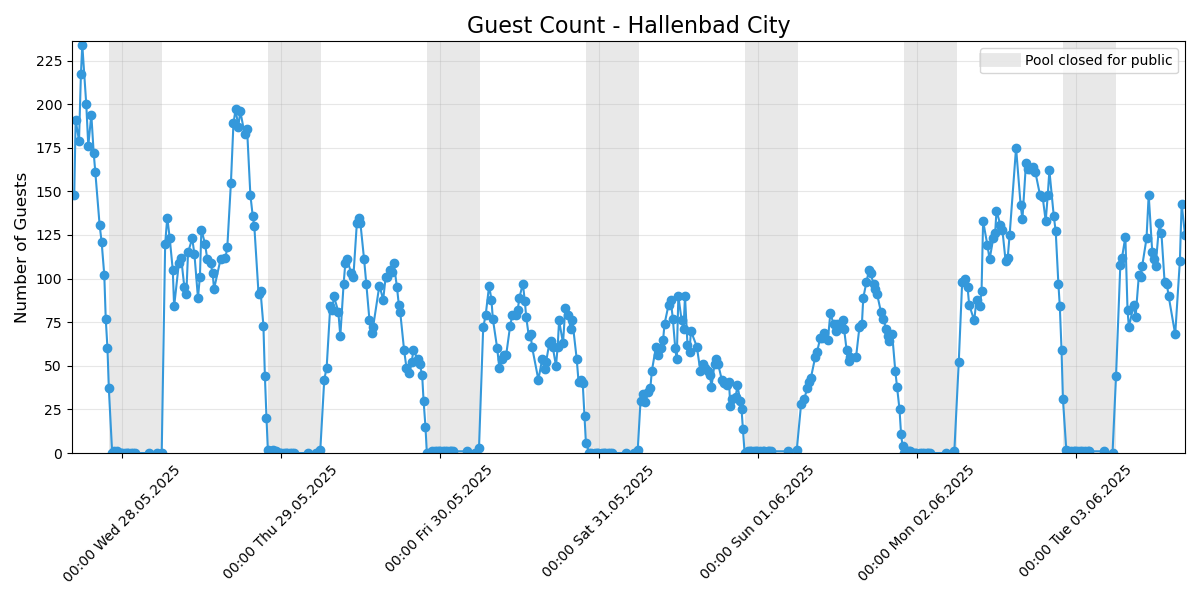 Guest Count - Hallenbad City
Pool closed for public
Number of Guests
225
200
175
150
125
100
75
50
25
0
00:00 Wed 28.05.2025
00:00 Thu 29.05.2025
00:00 Fri 30.05.2025
00:00 Sat 31.05.2025
00:00 Sun 01.06.2025
00:00 Mon 02.06.2025
00:00 Tue 03.06.2025